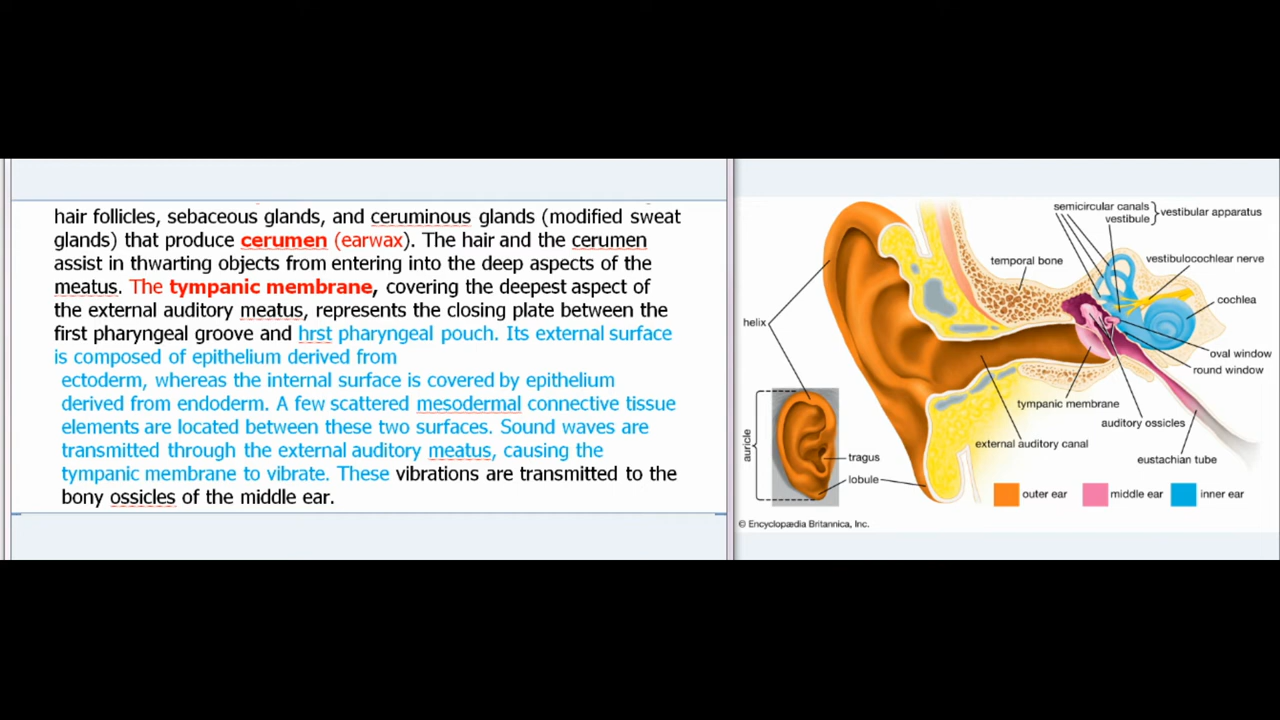 hair follicles, sebaceous glands, and ceruminous glands (modified sweat
glands) that produce cerumen (earwax). The hair and the cerumen
assist in thwarting objects from entering into the deep aspects of the
meatus. The tympanic membrane, covering the deepest aspect of
the external auditory meatus, represents the closing plate between the
first pharyngeal groove and hrst pharyngeal pouch. Its external surface
is composed of epithelium derived from
ectoderm, whereas the internal surface is covered by epithelium
derived from endoderm. A few scattered mesodermal connective tissue
elements are located between these two surfaces. Sound waves are
transmitted through the external auditory meatus, causing the
tympanic membrane to vibrate. These vibrations are transmitted to the
bony ossicles of the middle ear.
semicircular canals
vestibule
vestibular apparatus
temporal bone
vestibulocochlear nerve
cochlea
helix
oval window
round window
tympanic membrane
auditory ossicles
external auditory canal
eustachian tube
auricle
tragus
lobule
outer ear
middle ear
inner ear
© Encyclopædia Britannica, Inc.